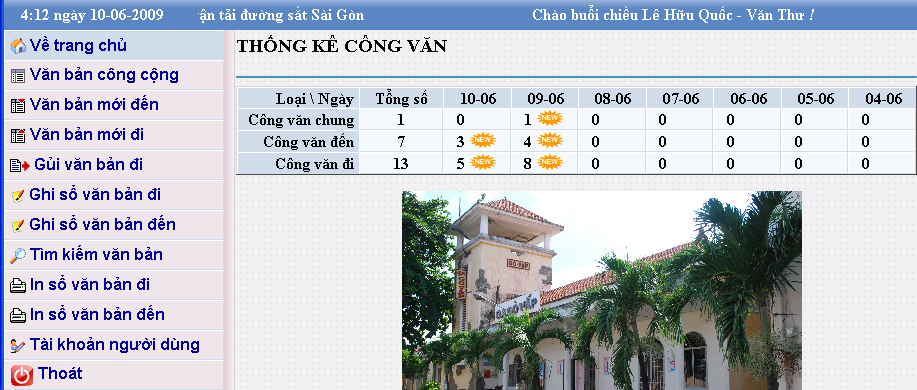 4:12 ngày 10-06-2009 ận tải đường sắt Sài Gòn Chào buổi chiều Lê Hữu Quốc - Văn Thư !
Về trang chủ
Văn bản công cộng
Văn bản mới đến
Văn bản mới đi
Gủi văn bản đi
Ghi sổ văn bản đi
Ghi sổ văn bản đến
Tìm kiếm văn bản
In sổ văn bản đi
In sổ văn bản đến
Tài khoản người dùng
Thoát
THỐNG KÊ CÔNG VĂN
Loại \ Ngày Tổng số 10-06 09-06 08-06 07-06 06-06 05-06 04-06
Công văn chung 1 0 1 NEW 0 0 0 0 0
Công văn đến 7 3 NEW 4 NEW 0 0 0 0 0
Công văn đi 13 5 NEW 8 NEW 0 0 0 0 0
GÒ-VẤP
GA GÒ VẤP